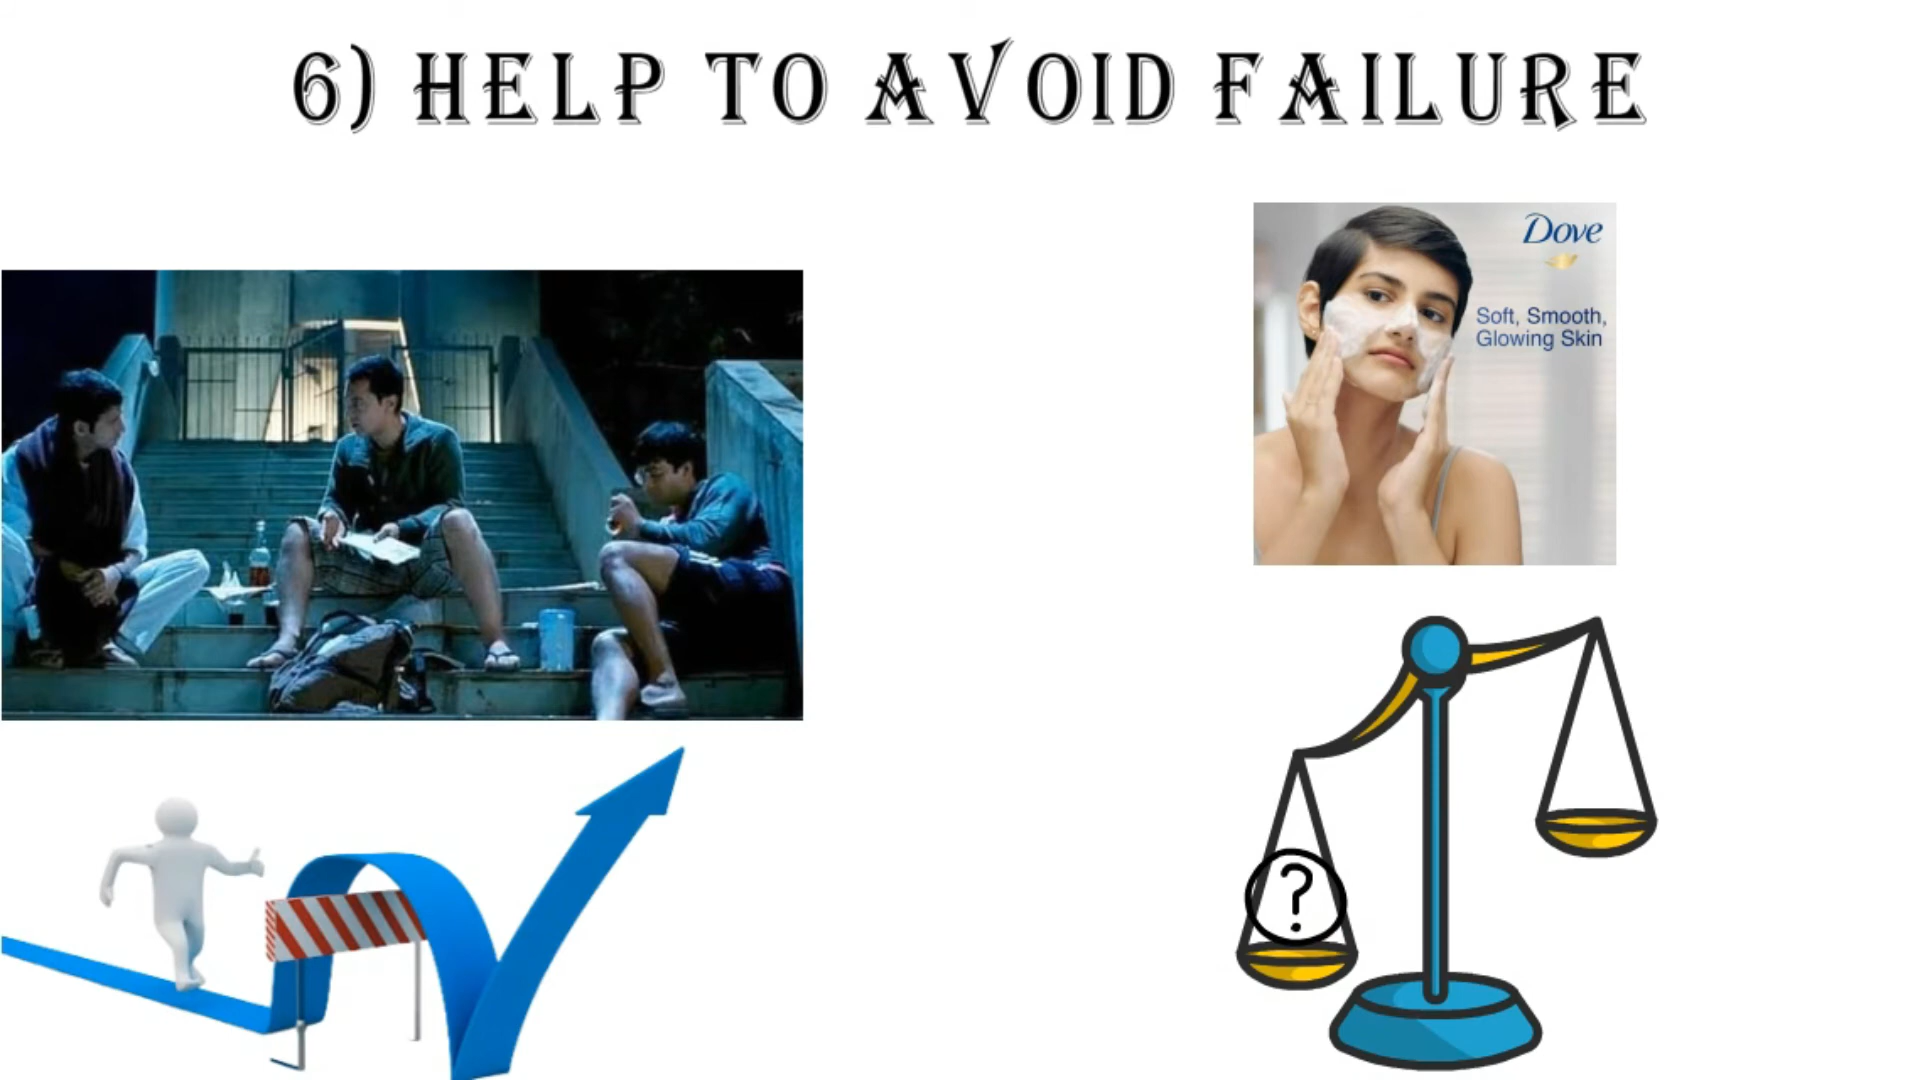 6) HELP TO AVOID FAILURE
Dove
Soft, Smooth,
Glowing Skin
?